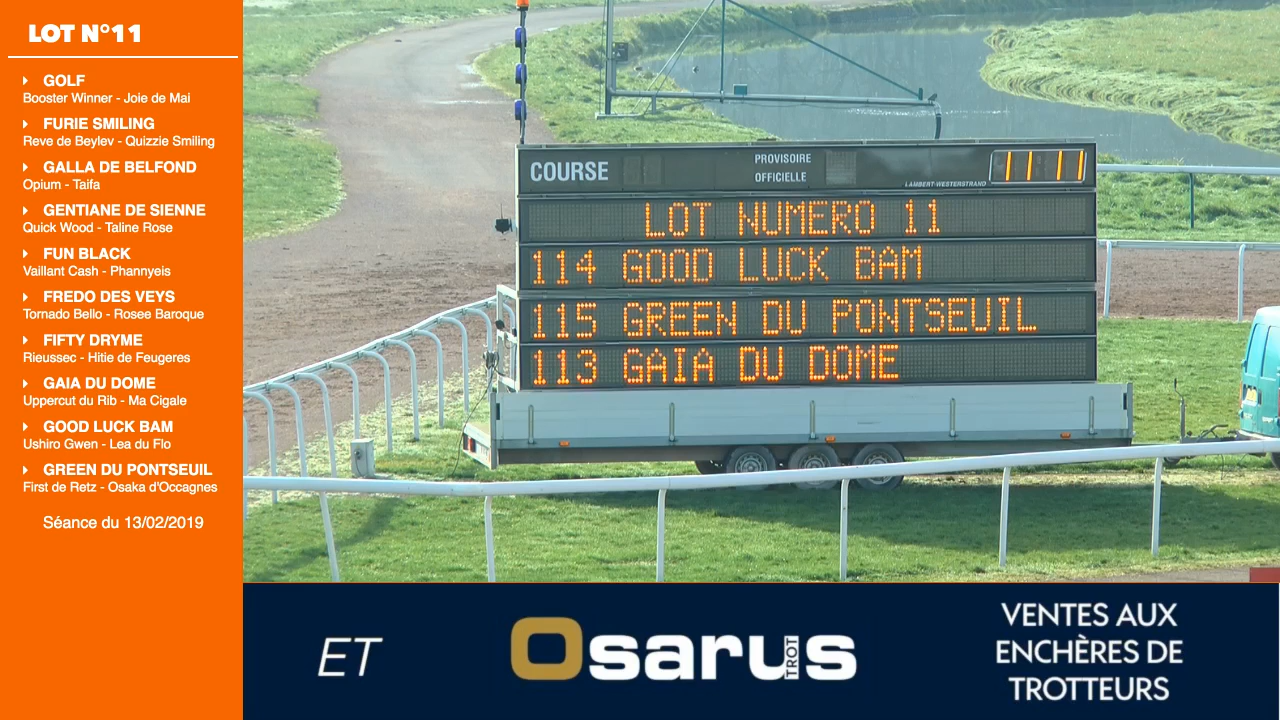 LOT N°11
GOLF
Booster Winner - Joie de Mai
FURIE SMILING
Reve de Beylev - Quizzie Smiling
GALLA DE BELFOND
Opium - Taifa
GENTIANE DE SIENNE
Quick Wood - Taline Rose
FUN BLACK
Vaillant Cash - Phannyeis
FREDO DES VEYS
Tornado Bello - Rosee Baroque
FIFTY DRYME
Rieussec - Hitie de Feugeres
GAIA DU DOME
Uppercut du Rib - Ma Cigale
GOOD LUCK BAM
Ushiro Gwen - Lea du Flo
GREEN DU PONTSEUIL
First de Retz - Osaka d'Occagnes
Séance du 13/02/2019
COURSE
PROVISOIRE
OFFICIELLE
LAMBERT-WESTERSTRAND
11 11
LOT NUMERO 11
114 GOOD LUCK BAM
115 GREEN DU PONTSEUIL
113 GAIA DU DOME
ET
Osarus TROT
VENTES AUX
ENCHÈRES DE
TROTTEURS